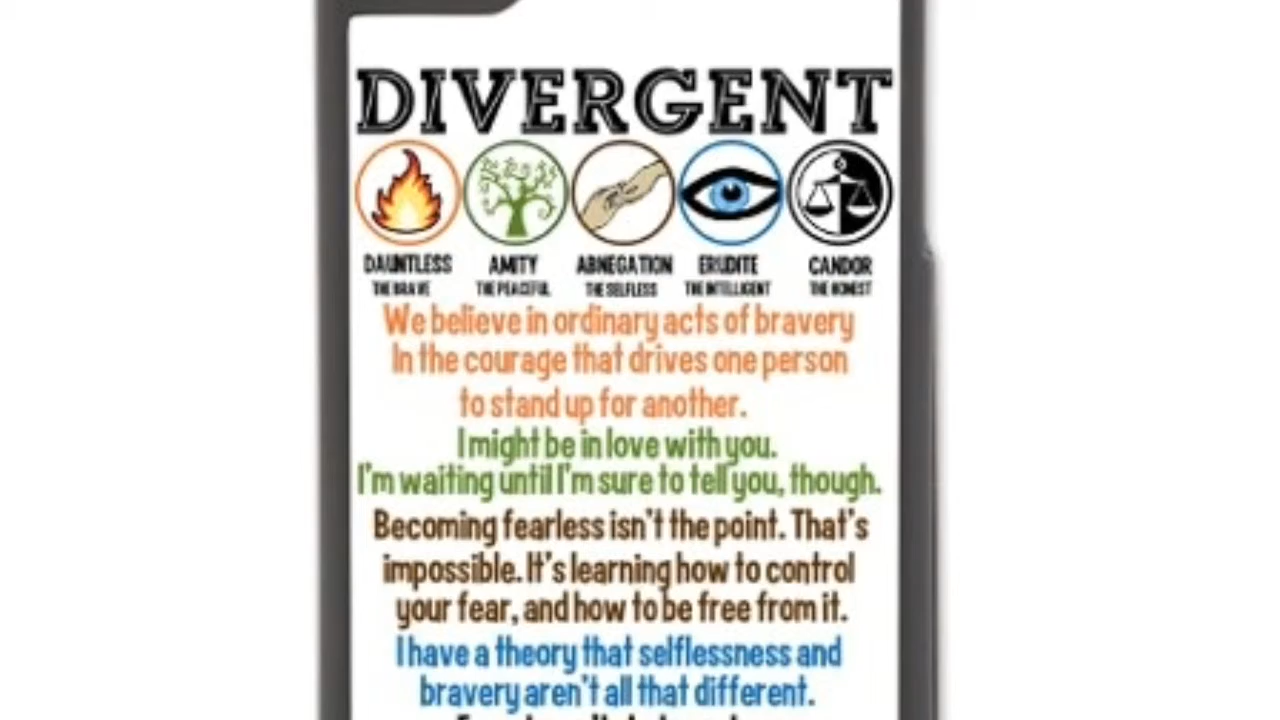 DIVERGENT
DAUNTLESS AMITY ABNEGATION ERUDITE CANDOR
THE BRAVE THE PEACEFUL THE SELFLESS THE INTELLIGENT THE HONEST
We believe in ordinary acts of bravery
In the courage that drives one person
to stand up for another.
I might be in love with you.
I'm waiting until I'm sure to tell you, though.
Becoming fearless isn't the point. That's
impossible. It's learning how to control
your fear, and how to be free from it.
I have a theory that selflessness and
bravery aren't all that different.